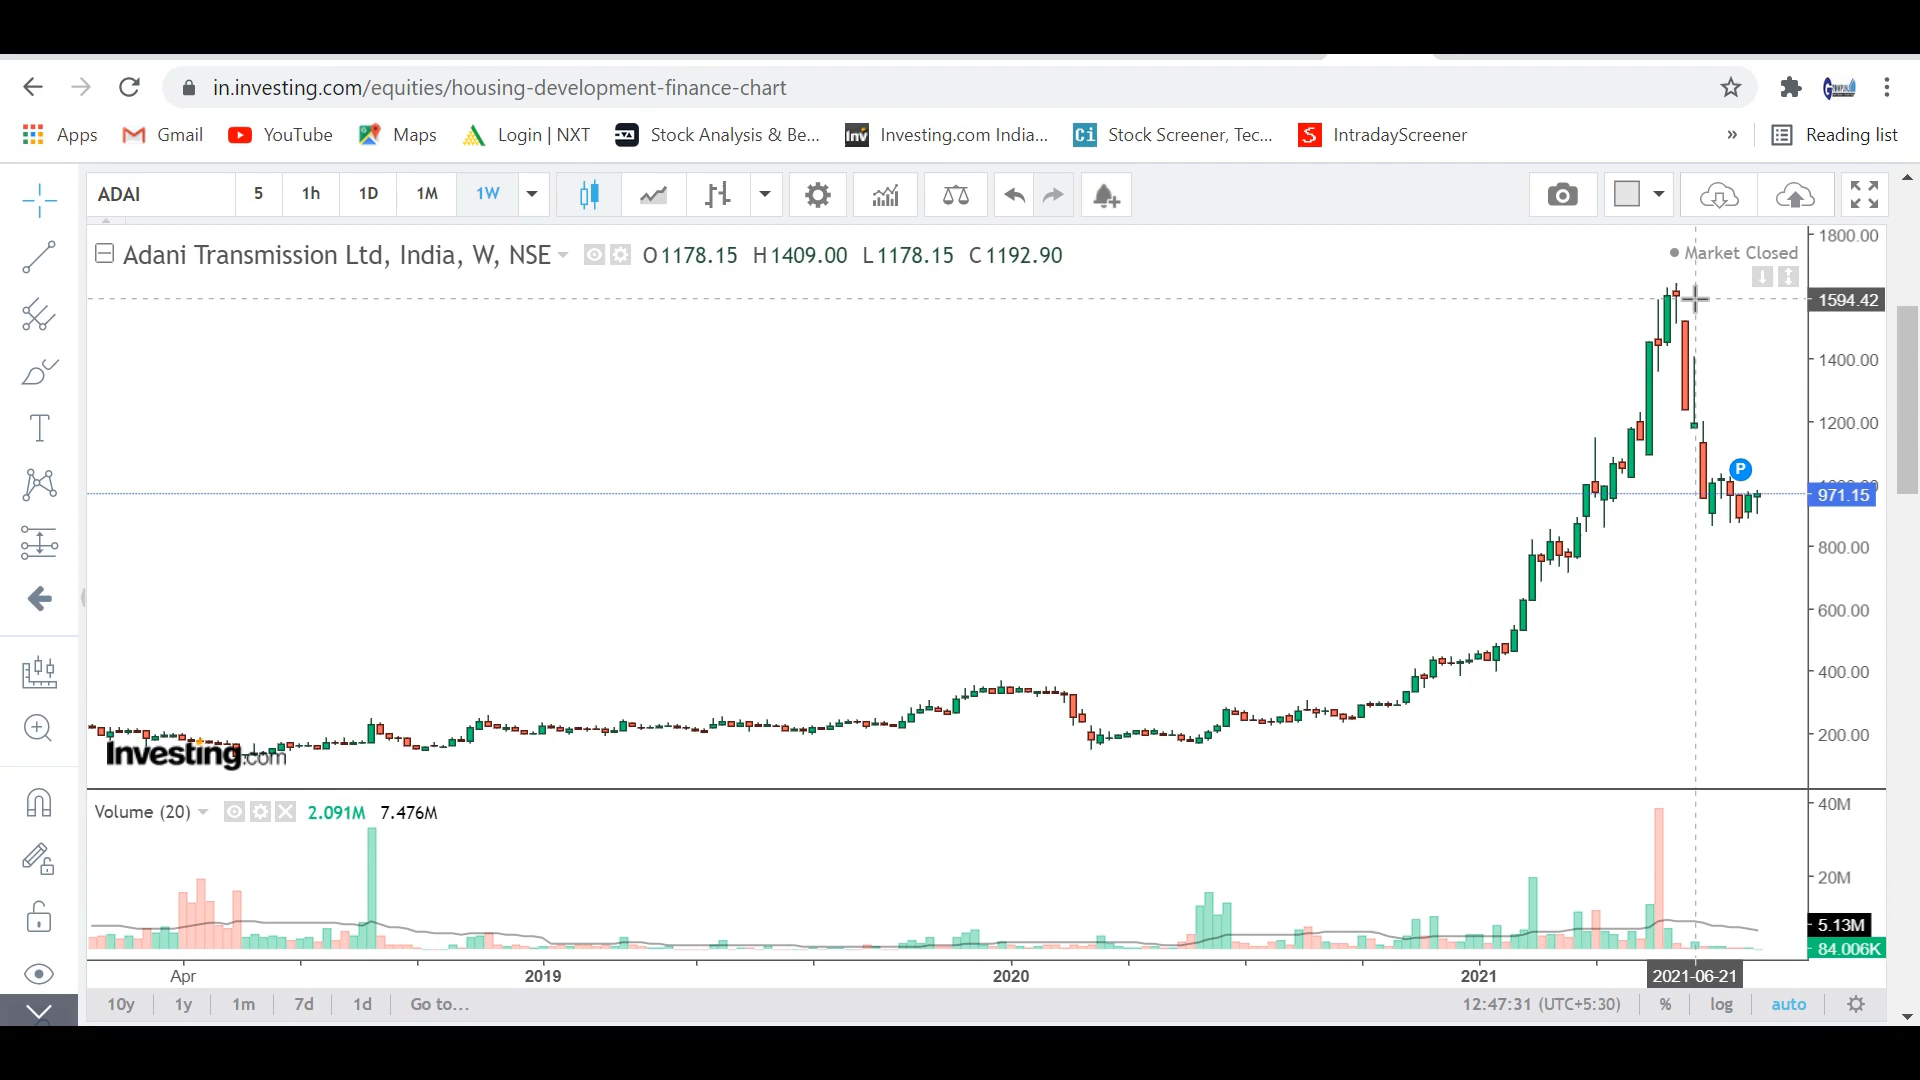 in.investing.com/equities/housing-development-finance-chart
Apps Gmail YouTube Maps Login | NXT Stock Analysis & Be... Investing.com India... Stock Screener, Tec... IntradayScreener » Reading list
ADAI 5 1h 1D 1M 1W
Adani Transmission Ltd, India, W, NSE O1178.15 H1409.00 L1178.15 C1192.90
Market Closed
1800.00
1594.42
1400.00
1200.00
P
971.15
800.00
600.00
400.00
200.00
Investing.com
Volume (20) 2.091M 7.476M
40M
20M
5.13M
84.006K
Apr 2019 2020 2021 2021-06-21
10y 1y 1m 7d 1d Go to... 12:47:31 (UTC+5:30) % log auto